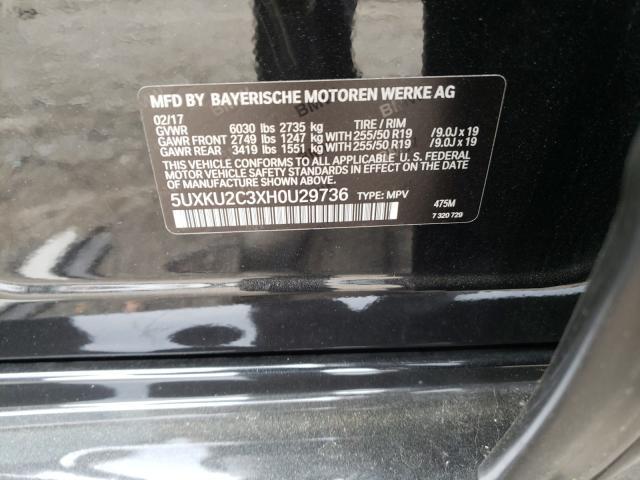 MFD BY BAYERISCHE MOTOREN WERKE AG
02/17
GVWR 6030 lbs 2735 kg TIRE / RIM
GAWR FRONT 2749 lbs 1247 kg WITH 255/50 R19 /9.0J x 19
GAWR REAR 3419 lbs 1551 kg WITH 255/50 R19 /9.0J x 19
THIS VEHICLE CONFORMS TO ALL APPLICABLE U. S. FEDERAL
MOTOR VEHICLE SAFETY STANDARDS IN EFFECT ON THE
DATE OF MANUFACTURE SHOWN ABOVE.
5UXKU2C3XH0U29736 TYPE: MPV 475M
7 320 729